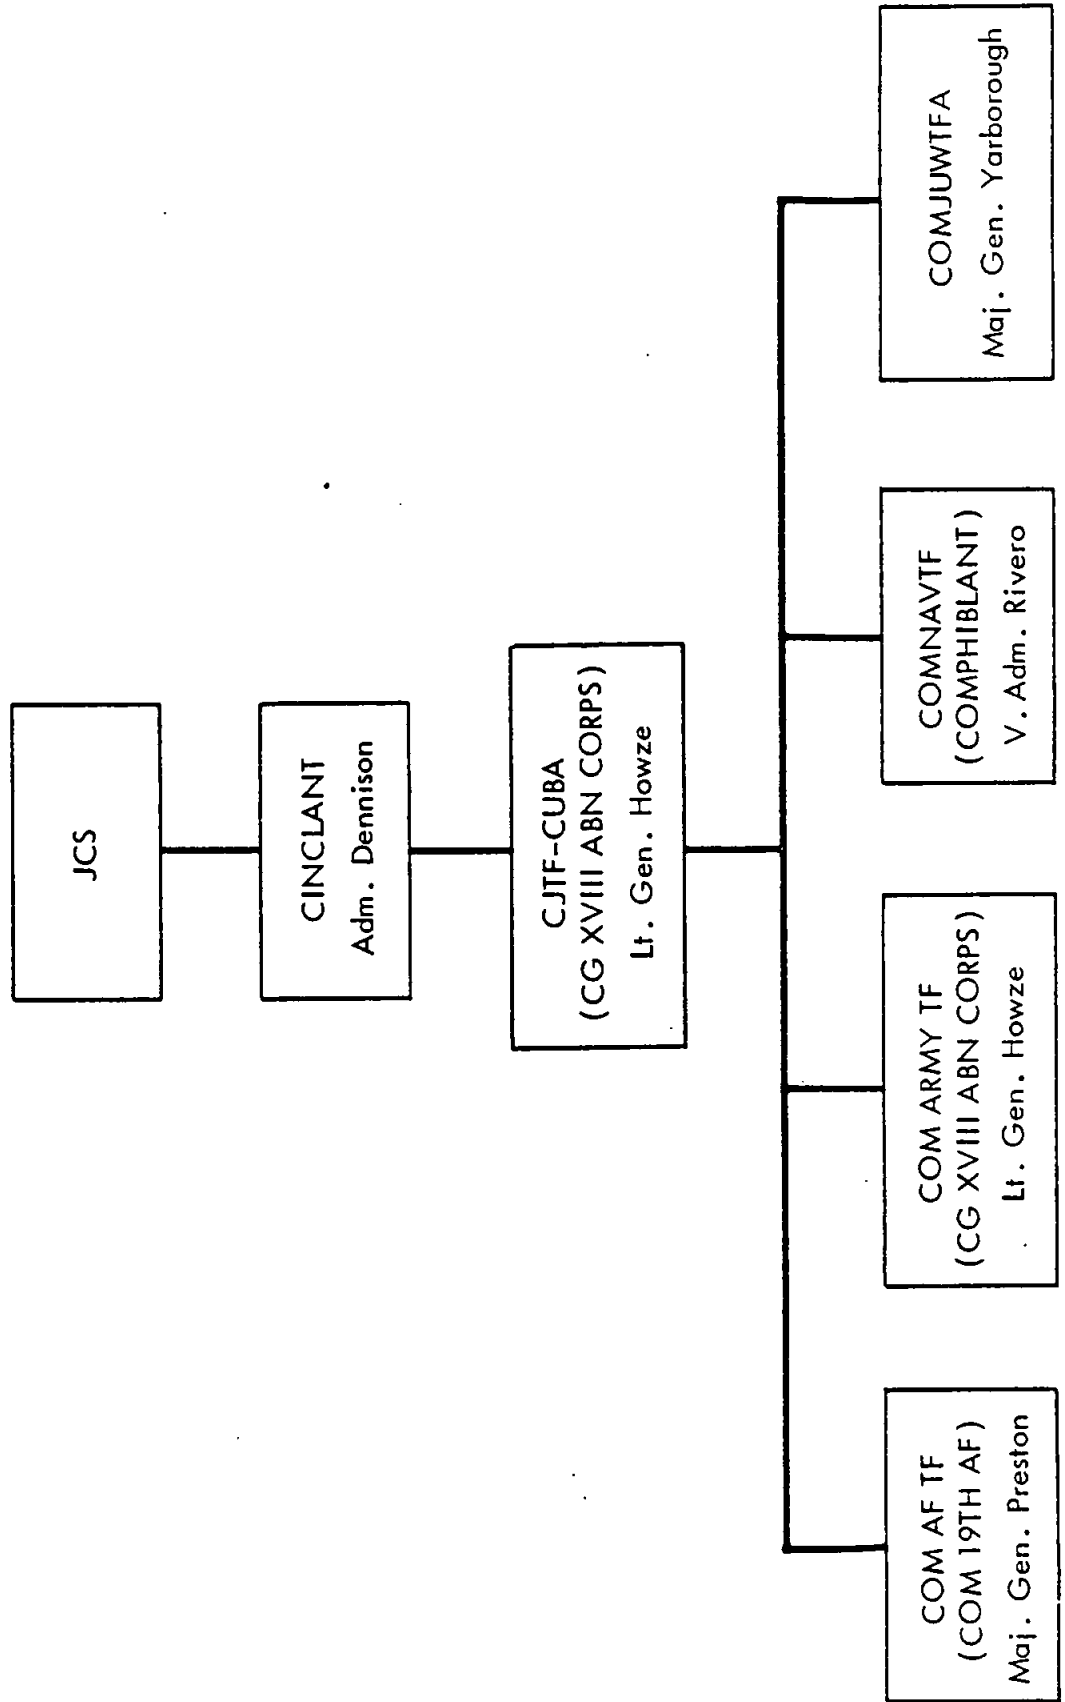 JCS
CINCLANT
Adm. Dennison
CJTF-CUBA
(CG XVIII ABN CORPS)
Lt. Gen. Howze
COM AF TF
(COM 19TH AF)
Maj. Gen. Preston
COM ARMY TF
(CG XVIII ABN CORPS)
Lt. Gen. Howze
COMNAVTF
(COMPHIBLANT)
V. Adm. Rivero
COMJUWTFA
Maj. Gen. Yarborough